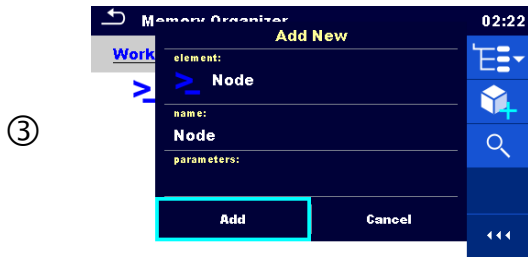 Memory Organizer 02:22
Add New
Work
element:
>_ Node
name:
Node
parameters:
③
Add Cancel